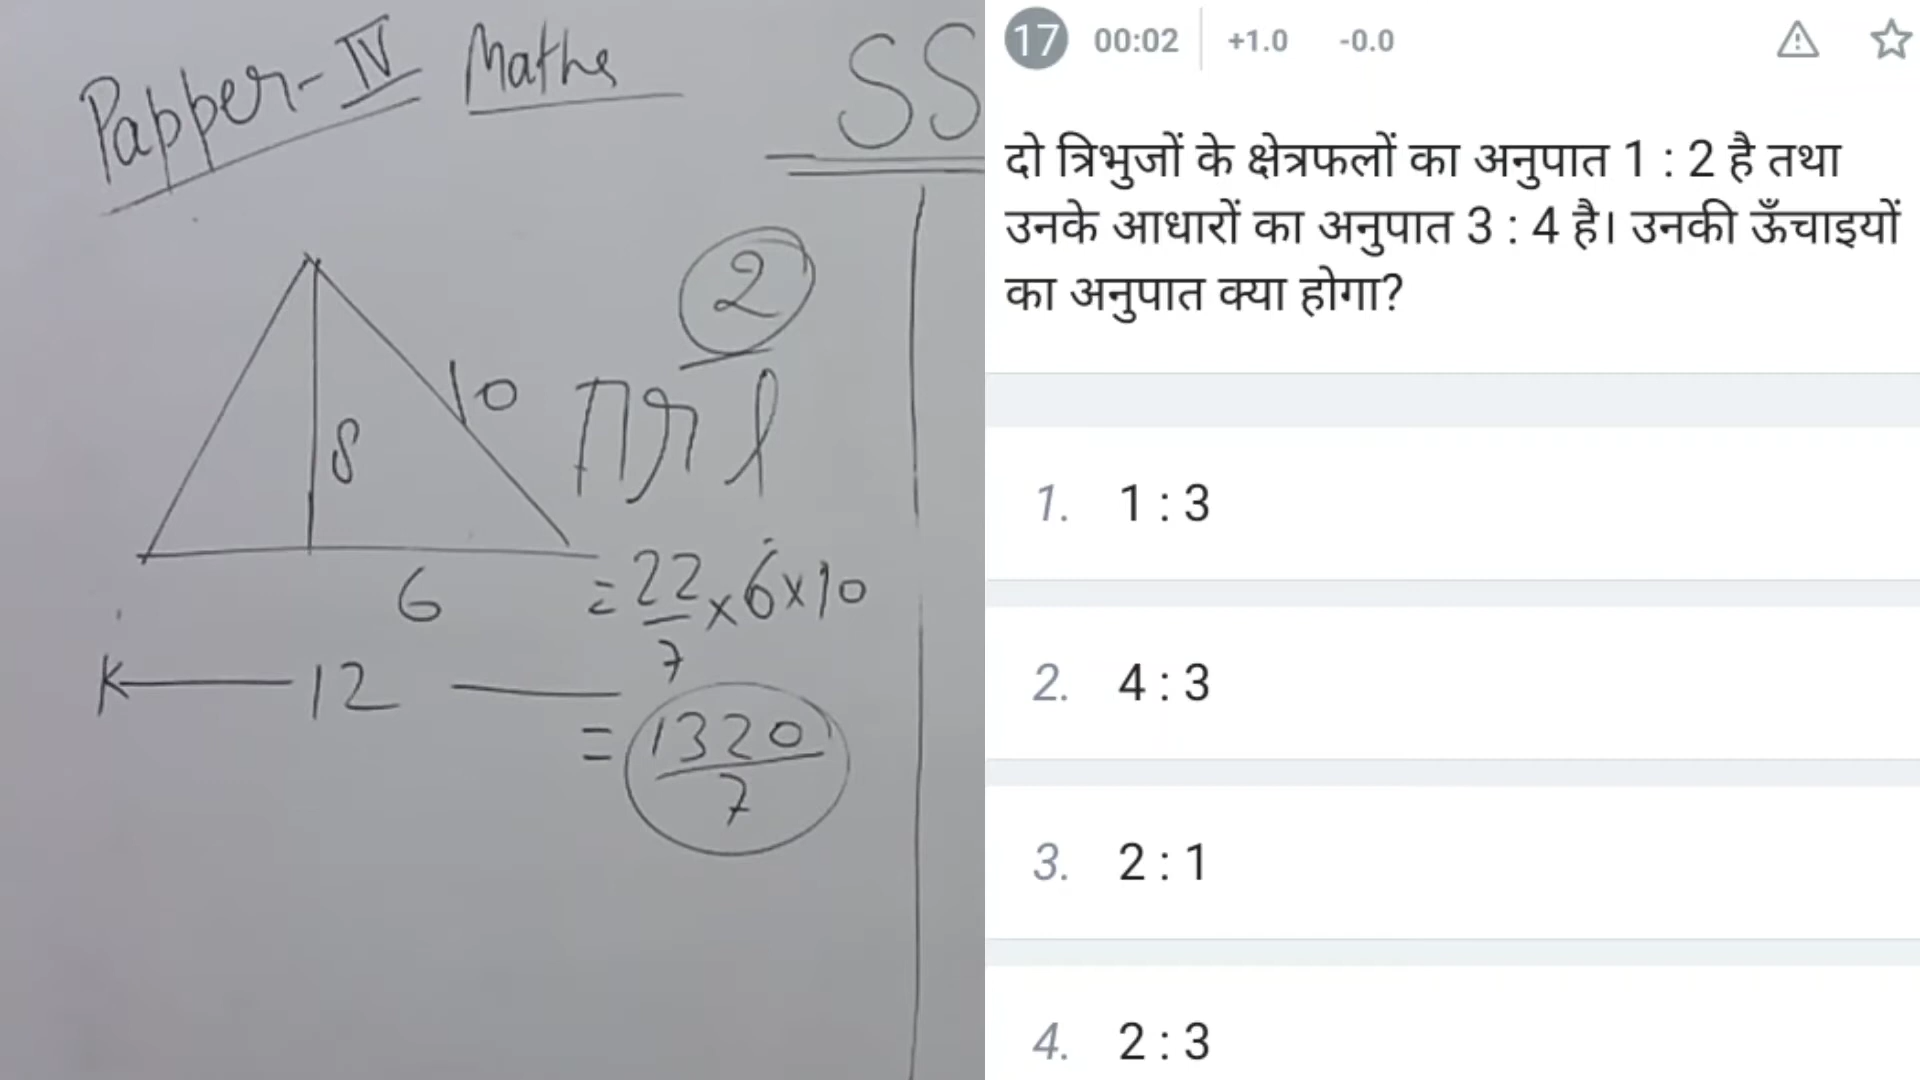 Papper-IV Maths
SS
2
10
πrl
8
6
=22/7×6×10
12
=1320/7
17 00:02 +1.0 -0.0
दो त्रिभुजों के क्षेत्रफलों का अनुपात 1 : 2 है तथा
उनके आधारों का अनुपात 3 : 4 है। उनकी ऊँचाइयों
का अनुपात क्या होगा?
1. 1 : 3
2. 4 : 3
3. 2 : 1
4. 2 : 3